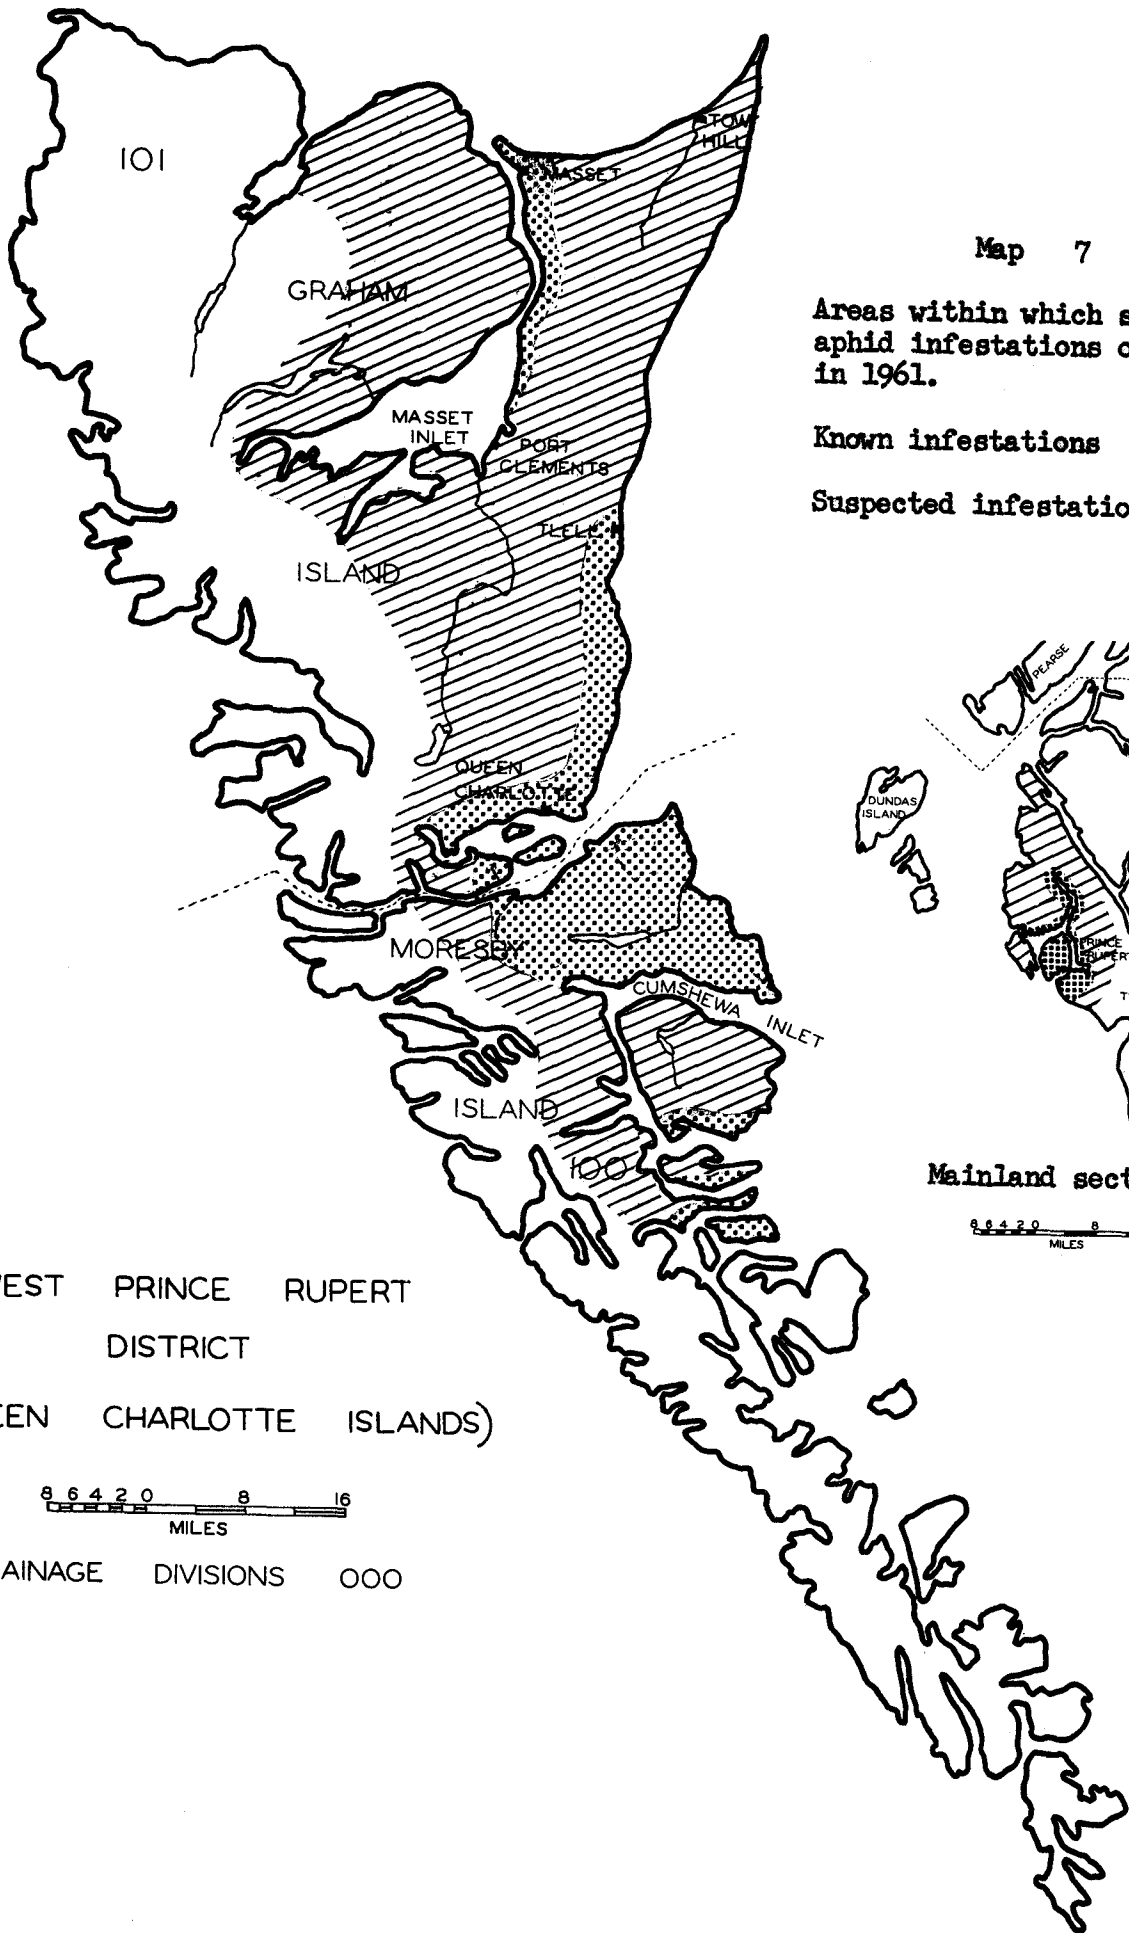 101
TOW
HILL
MASSET
Map 7
GRAHAM
Areas within which s
aphid infestations o
in 1961.
MASSET
INLET
PORT
CLEMENTS
Known infestations
Suspected infestatio
TLELL
ISLAND
PEARSE
QUEEN
CHARLOTTE
DUNDAS
ISLAND
MORESBY
PRINCE
RUPERT
CUMSHEWA
INLET
T
ISLAND
100
Mainland sect
8 6 4 2 0 8
MILES
EST PRINCE RUPERT
DISTRICT
EEN CHARLOTTE ISLANDS)
8 6 4 2 0 8 16
MILES
AINAGE DIVISIONS 000